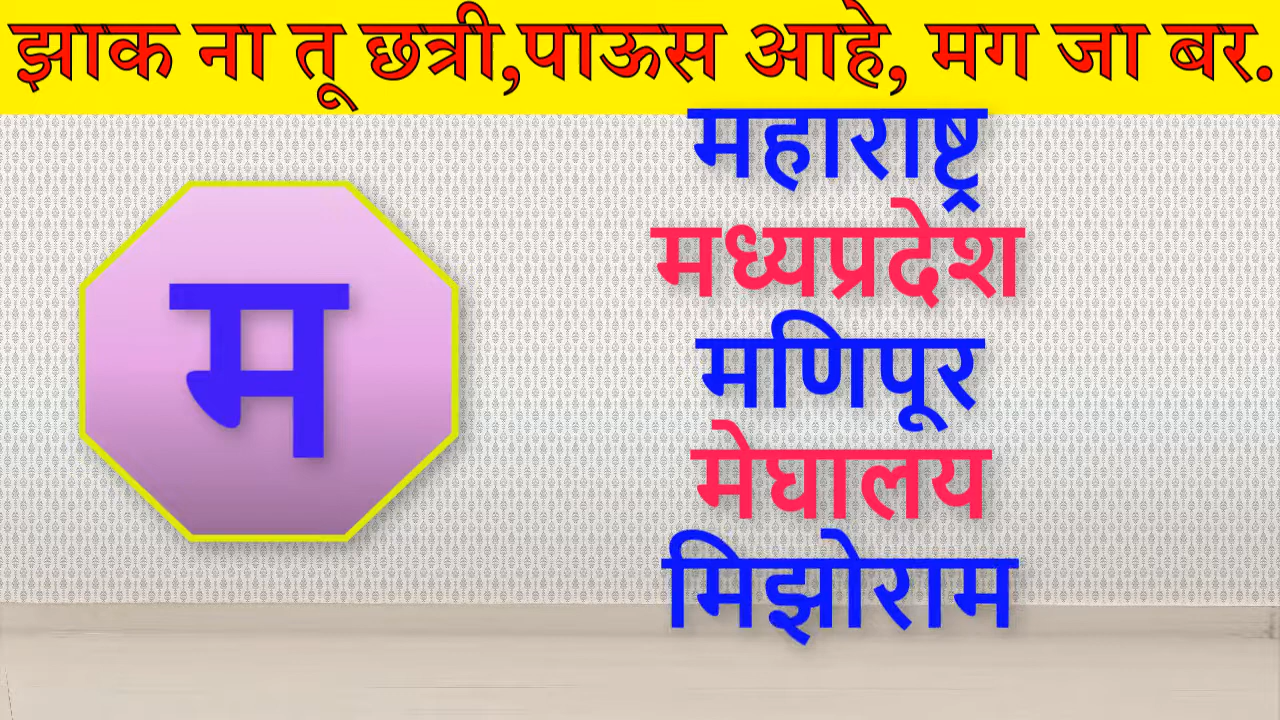 झाक ना तू छत्री,पाऊस आहे, मग जा बर.
महाराष्ट्र
मध्यप्रदेश
म
मणिपूर
मेघालय
मिझोराम